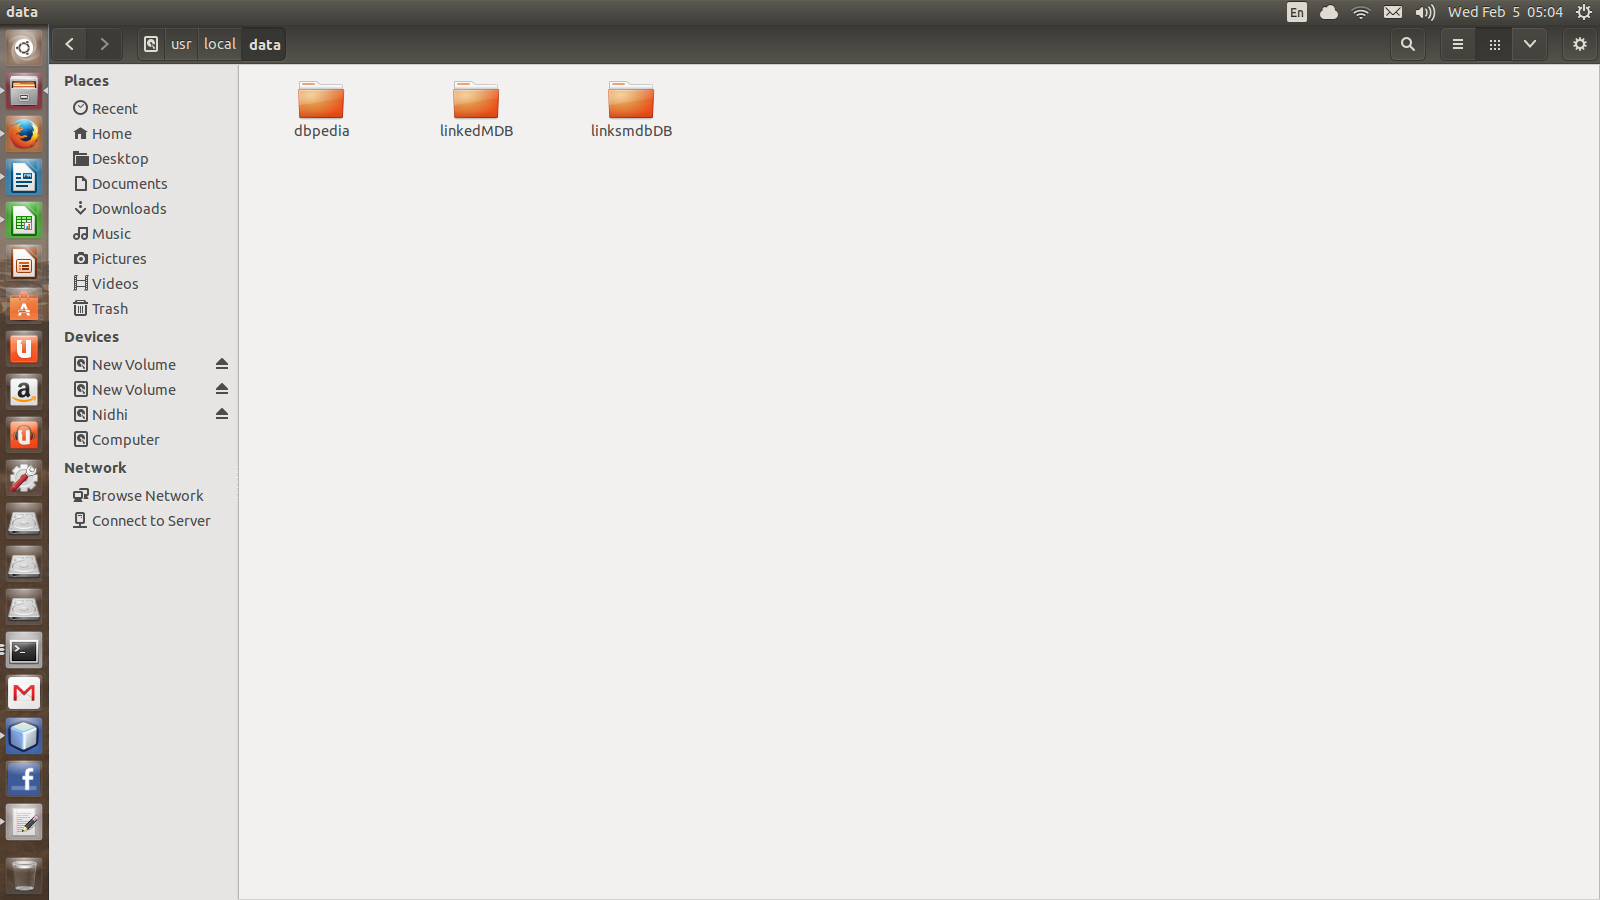 data
En
Wed Feb 5 05:04
usr
local
data
Places
Recent
Home
Desktop
Documents
Downloads
Music
Pictures
Videos
Trash
Devices
New Volume
New Volume
Nidhi
Computer
Network
Browse Network
Connect to Server
dbpedia
linkedMDB
linksmdbDB